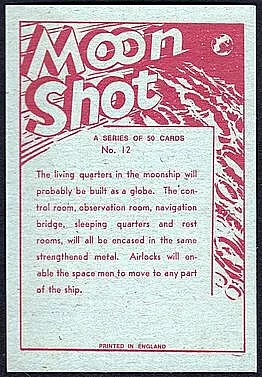 Moon
Shot
A SERIES OF 50 CARDS
No. 12
The living quarters in the moonship will
probably be built as a globe. The con-
trol room, observation room, navigation
bridge, sleeping quarters and rest
rooms, will all be encased in the same
strengthened metal. Airlocks will en-
able the space men to move to any part
of the ship.
PRINTED IN ENGLAND